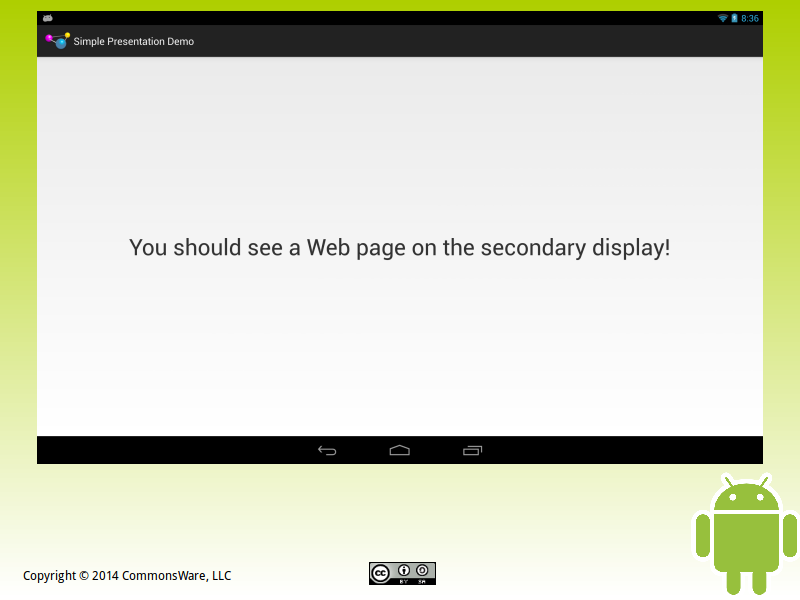 8:36
Simple Presentation Demo
You should see a Web page on the secondary display!
Copyright © 2014 CommonsWare, LLC
cc
BY SA